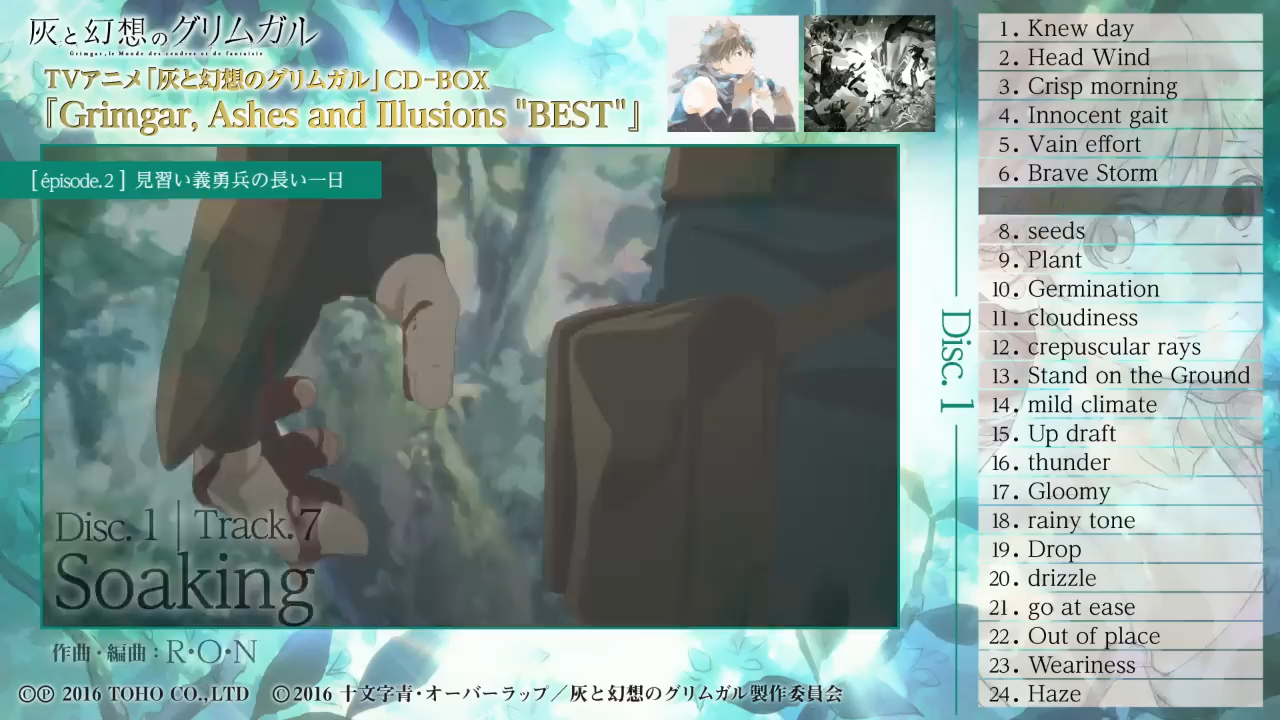 灰と幻想のグリムガル
Grimgar, le Monde des cendres et de fantaisie
TVアニメ「灰と幻想のグリムガル」CD-BOX
『Grimgar, Ashes and Illusions "BEST"』
[épisode.2] 見習い義勇兵の長い一日
Disc. 1 | Track.7
Soaking
作曲・編曲：R・O・N
©℗ 2016 TOHO CO.,LTD ©2016 十文字青・オーバーラップ／灰と幻想のグリムガル製作委員会
Disc. 1
1. Knew day
2. Head Wind
3. Crisp morning
4. Innocent gait
5. Vain effort
6. Brave Storm
8. seeds
9. Plant
10. Germination
11. cloudiness
12. crepuscular rays
13. Stand on the Ground
14. mild climate
15. Up draft
16. thunder
17. Gloomy
18. rainy tone
19. Drop
20. drizzle
21. go at ease
22. Out of place
23. Weariness
24. Haze